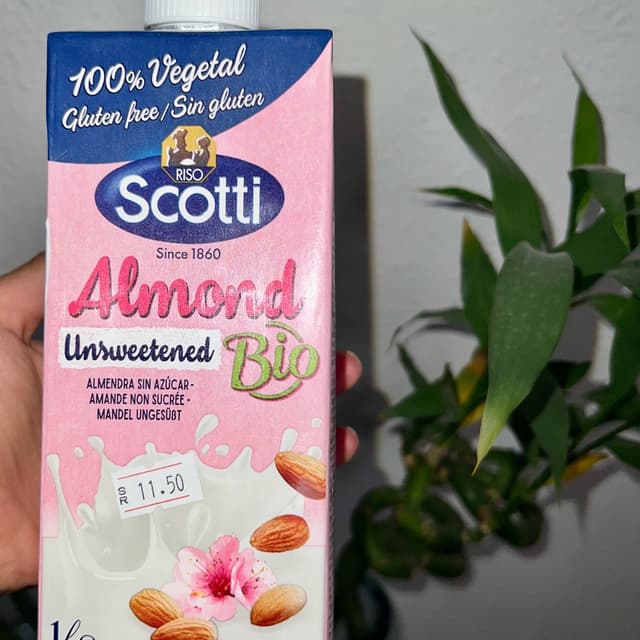 100% Vegetal
Gluten free/Sin gluten
RISO
Scotti
Since 1860
Almond
Unsweetened
Bio
ALMENDRA SIN AZÚCAR-
AMANDE NON SUCRÉE-
MANDEL UNGESÜßT
SR 11.50